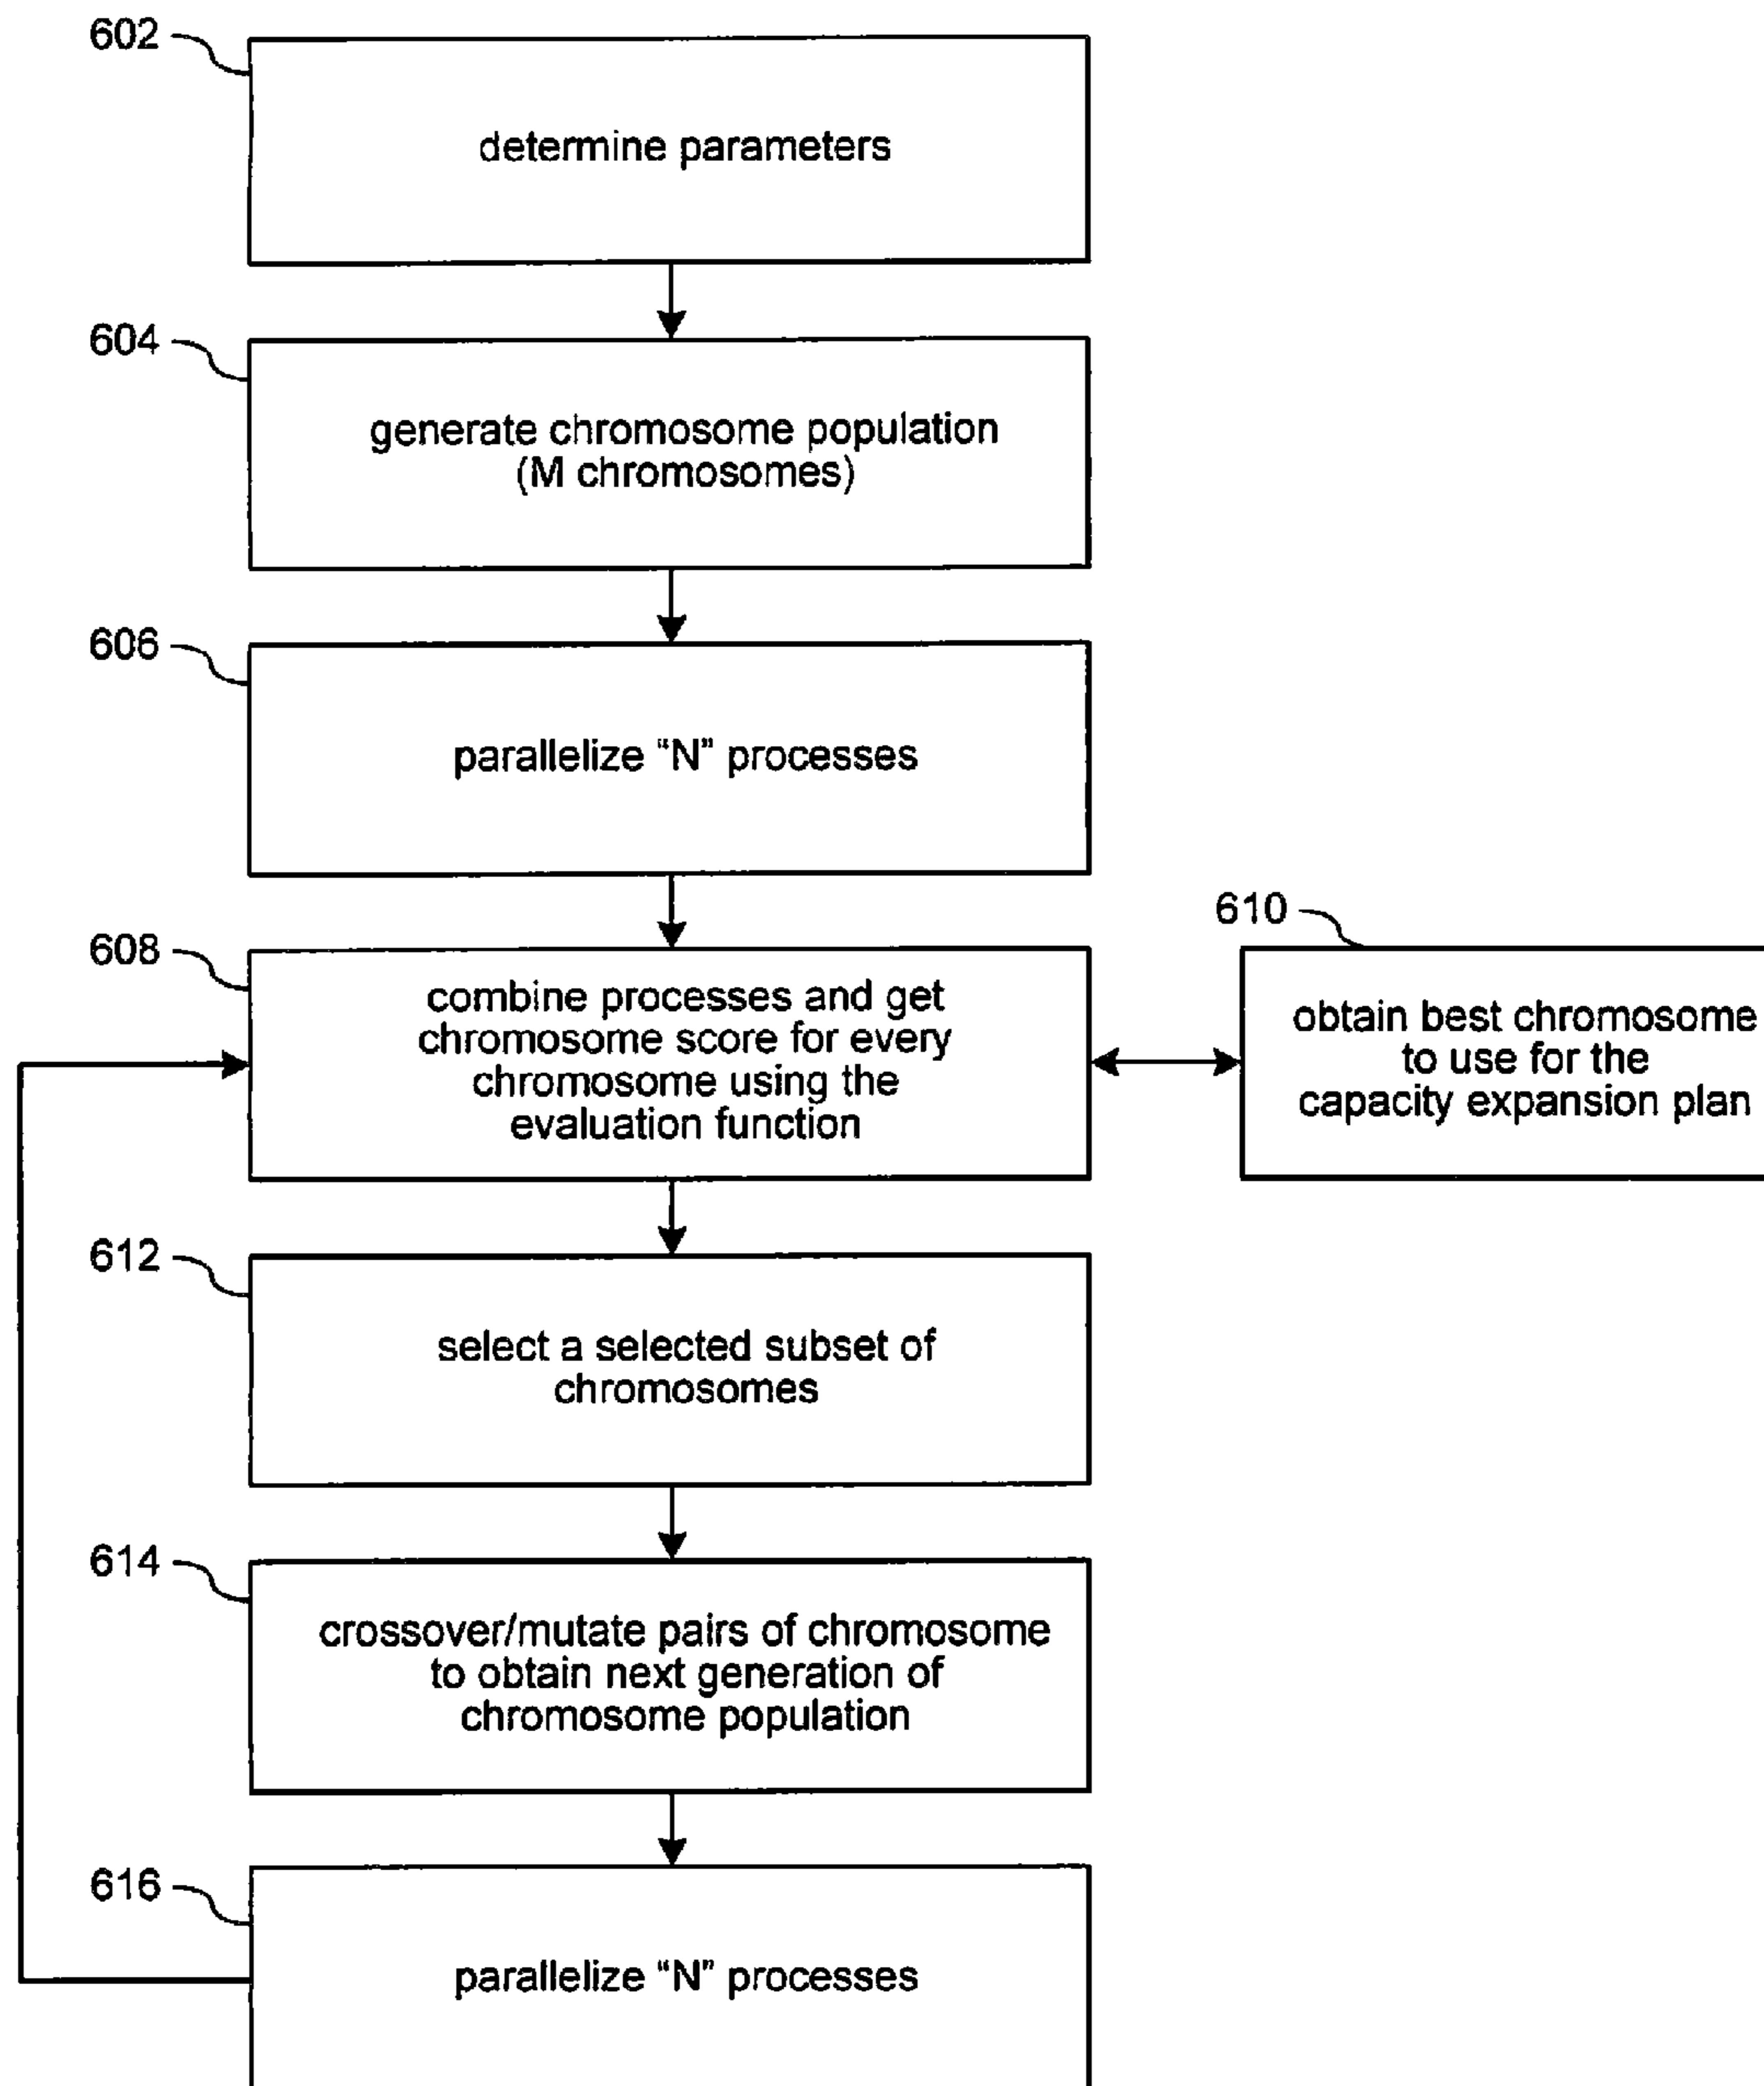 602
determine parameters
604
generate chromosome population
(M chromosomes)
606
parallelize “N” processes
608
combine processes and get
chromosome score for every
chromosome using the
evaluation function
610
obtain best chromosome
to use for the
capacity expansion plan
612
select a selected subset of
chromosomes
614
crossover/mutate pairs of chromosome
to obtain next generation of
chromosome population
616
parallelize “N” processes